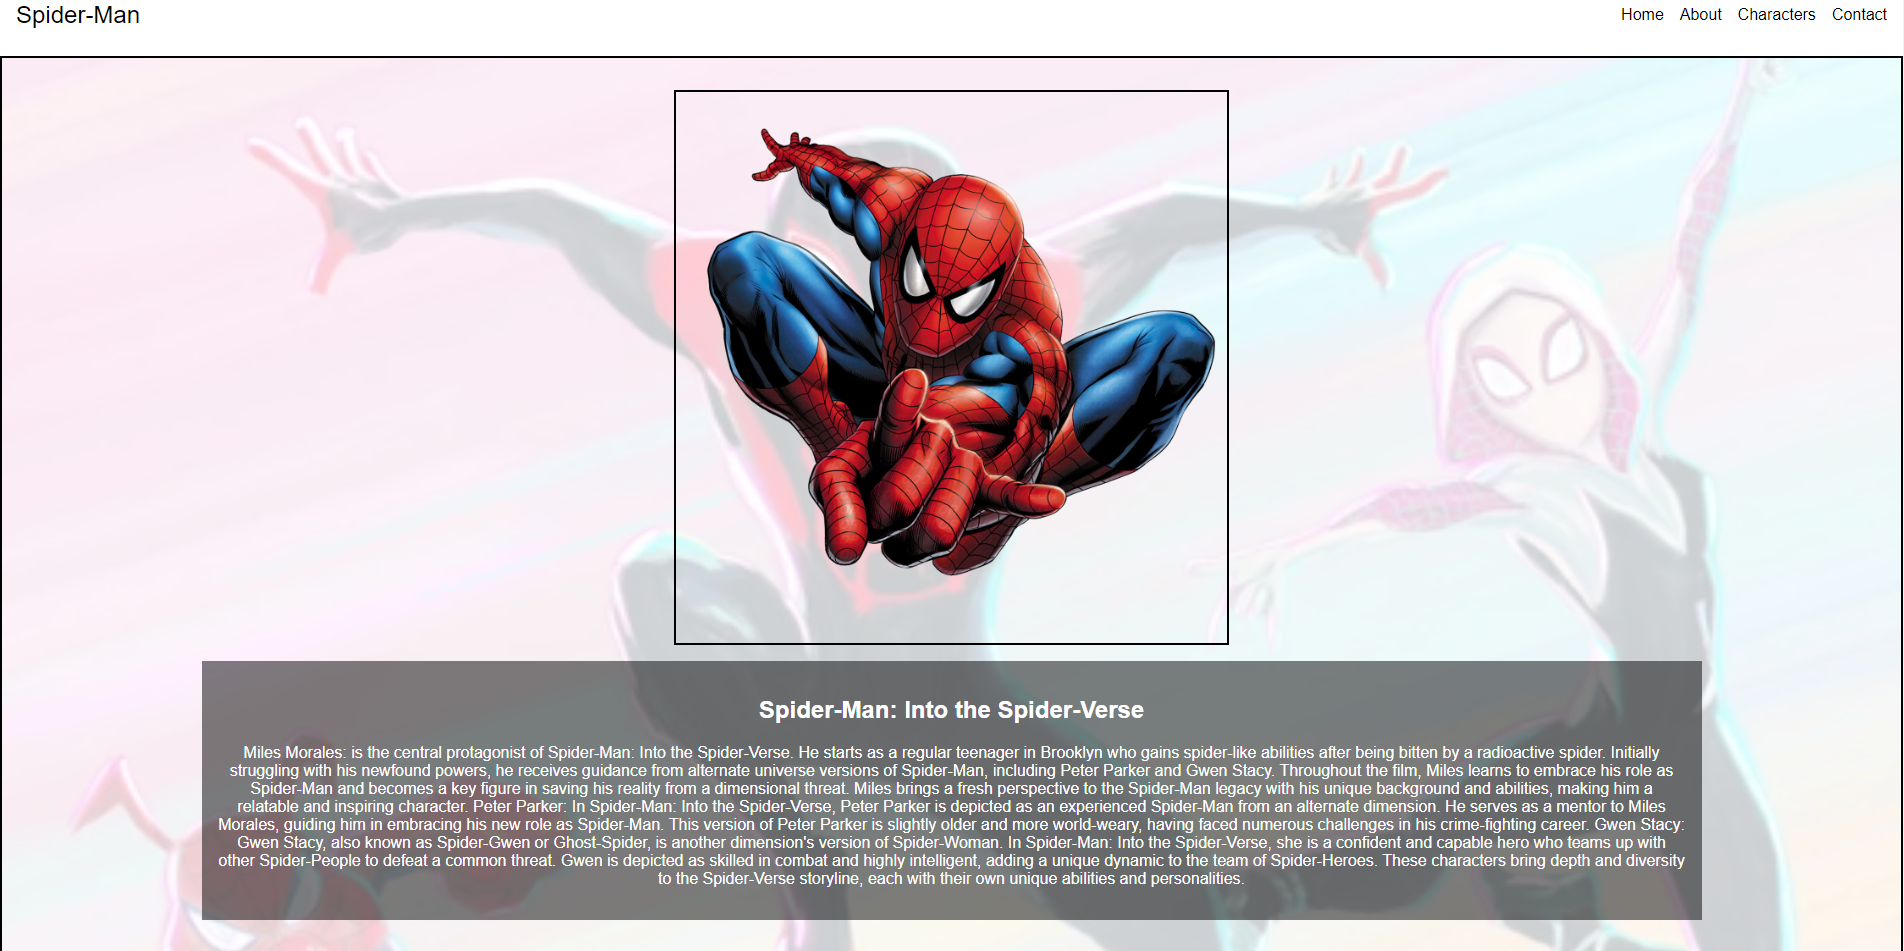 Spider-Man
Home About Characters Contact
Spider-Man: Into the Spider-Verse
Miles Morales: is the central protagonist of Spider-Man: Into the Spider-Verse. He starts as a regular teenager in Brooklyn who gains spider-like abilities after being bitten by a radioactive spider. Initially
struggling with his newfound powers, he receives guidance from alternate universe versions of Spider-Man, including Peter Parker and Gwen Stacy. Throughout the film, Miles learns to embrace his role as
Spider-Man and becomes a key figure in saving his reality from a dimensional threat. Miles brings a fresh perspective to the Spider-Man legacy with his unique background and abilities, making him a
relatable and inspiring character. Peter Parker: In Spider-Man: Into the Spider-Verse, Peter Parker is depicted as an experienced Spider-Man from an alternate dimension. He serves as a mentor to Miles
Morales, guiding him in embracing his new role as Spider-Man. This version of Peter Parker is slightly older and more world-weary, having faced numerous challenges in his crime-fighting career. Gwen Stacy:
Gwen Stacy, also known as Spider-Gwen or Ghost-Spider, is another dimension's version of Spider-Woman. In Spider-Man: Into the Spider-Verse, she is a confident and capable hero who teams up with
other Spider-People to defeat a common threat. Gwen is depicted as skilled in combat and highly intelligent, adding a unique dynamic to the team of Spider-Heroes. These characters bring depth and diversity
to the Spider-Verse storyline, each with their own unique abilities and personalities.